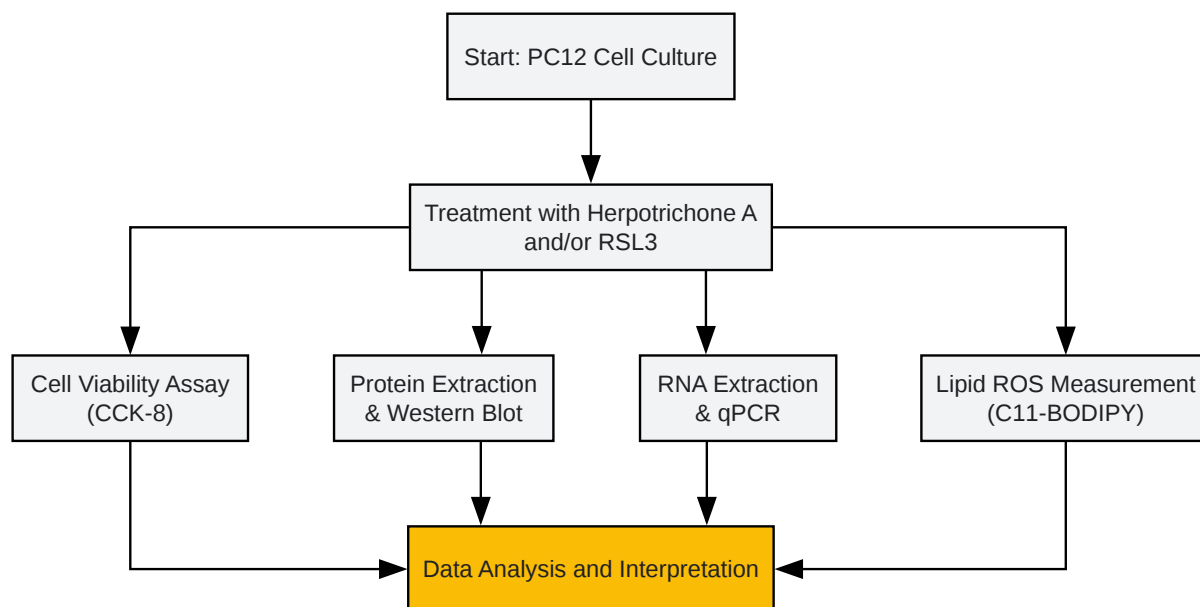 Start: PC12 Cell Culture
Treatment with Herpotrichone A
and/or RSL3
Cell Viability Assay
(CCK-8)
Protein Extraction
& Western Blot
RNA Extraction
& qPCR
Lipid ROS Measurement
(C11-BODIPY)
Data Analysis and Interpretation